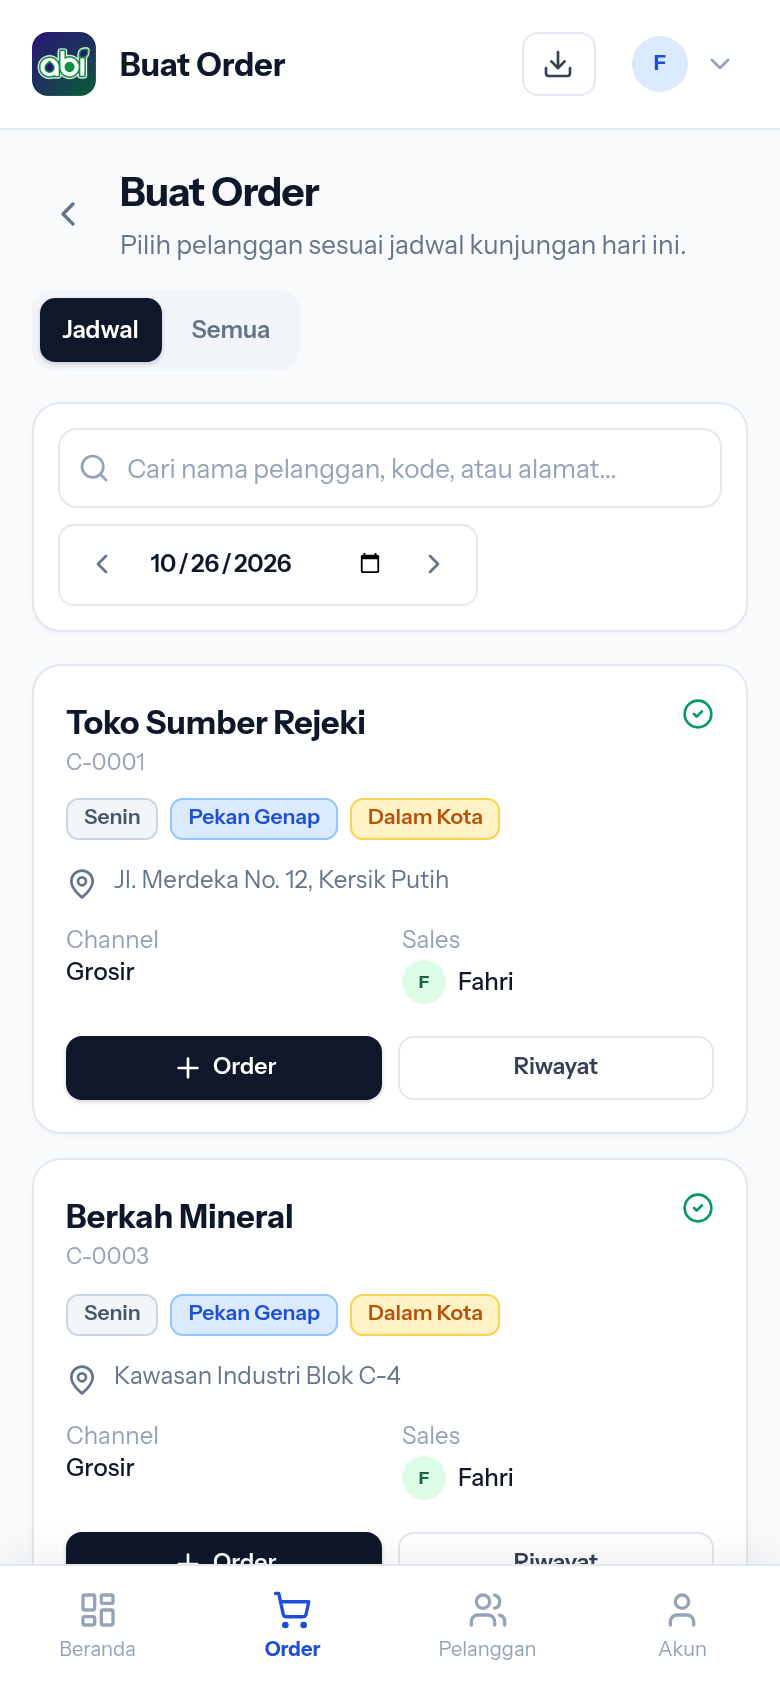 abi
Buat Order
F
Buat Order
Pilih pelanggan sesuai jadwal kunjungan hari ini.
Jadwal
Semua
Cari nama pelanggan, kode, atau alamat...
10/26/2026
Toko Sumber Rejeki
C-0001
Senin
Pekan Genap
Dalam Kota
Jl. Merdeka No. 12, Kersik Putih
Channel
Sales
Grosir
F
Fahri
Order
Riwayat
Berkah Mineral
C-0003
Senin
Pekan Genap
Dalam Kota
Kawasan Industri Blok C-4
Channel
Sales
Grosir
F
Fahri
Order
Riwayat
Beranda
Order
Pelanggan
Akun